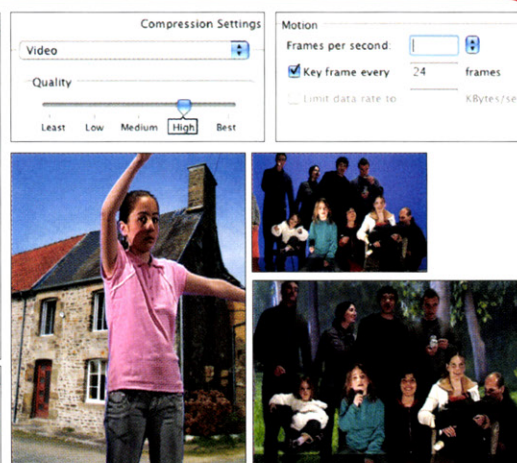 Compression Settings
Video
Quality
Least Low Medium High Best
Motion
Frames per second:
Key frame every 24 frames
Limit data rate to KBytes/se